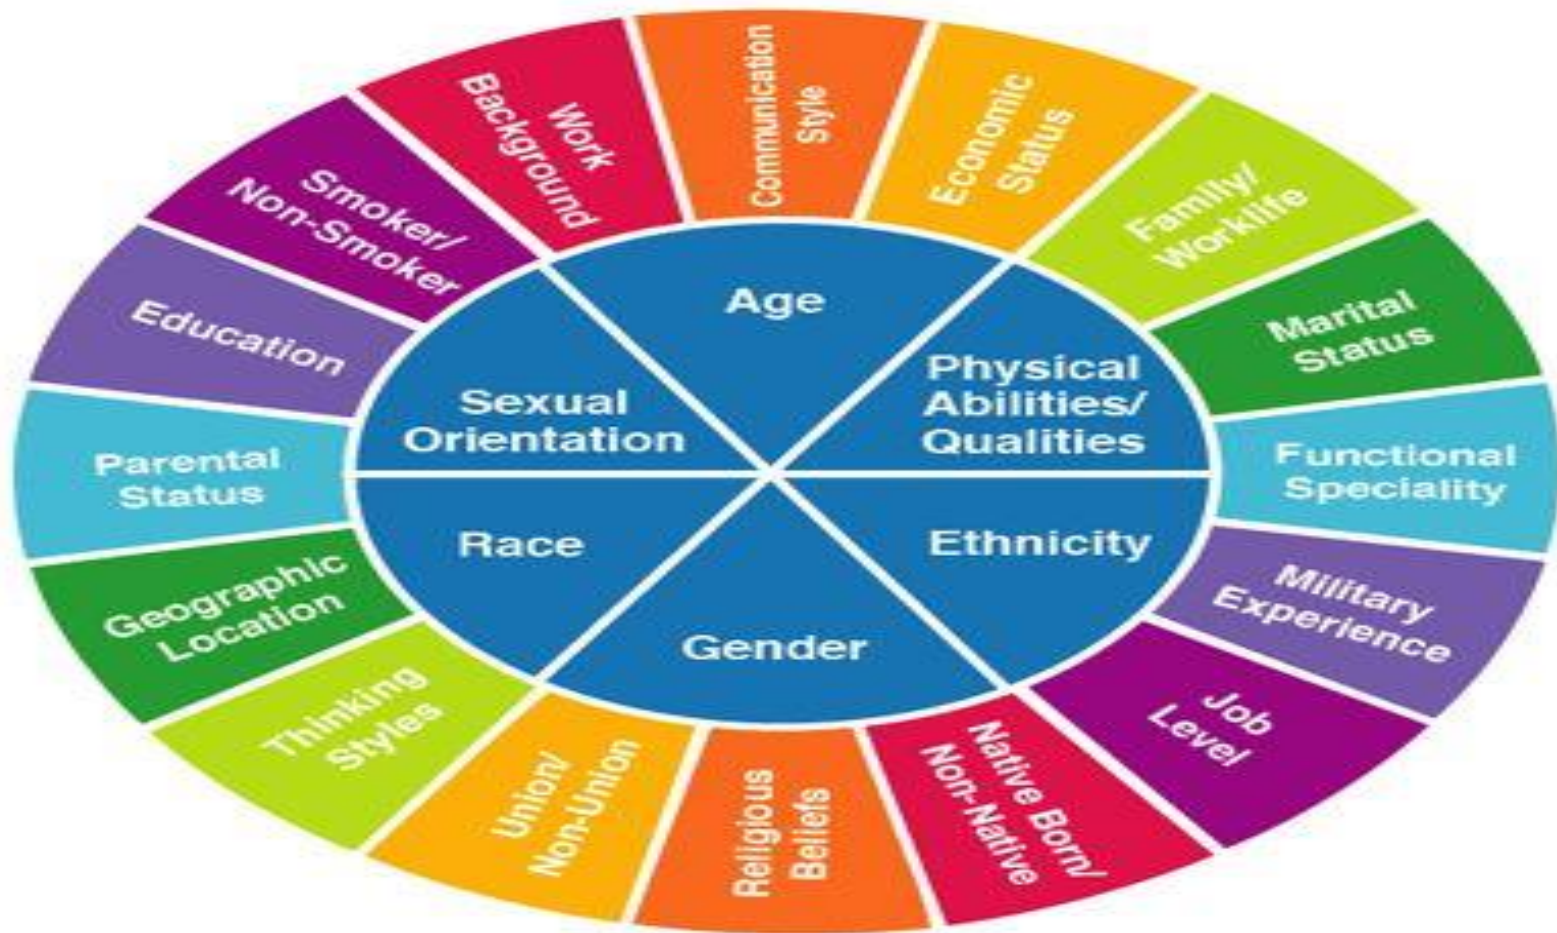 Communication
Style
Economic
Status
Family/
Worklife
Marital
Status
Functional
Speciality
Military
Experience
Job
Level
Native Born/
Non-Native
Religious
Beliefs
Union/
Non-Union
Thinking
Styles
Geographic
Location
Parental
Status
Education
Smoker/
Non-Smoker
Work
Background
Age
Physical
Abilities/
Qualities
Ethnicity
Gender
Race
Sexual
Orientation